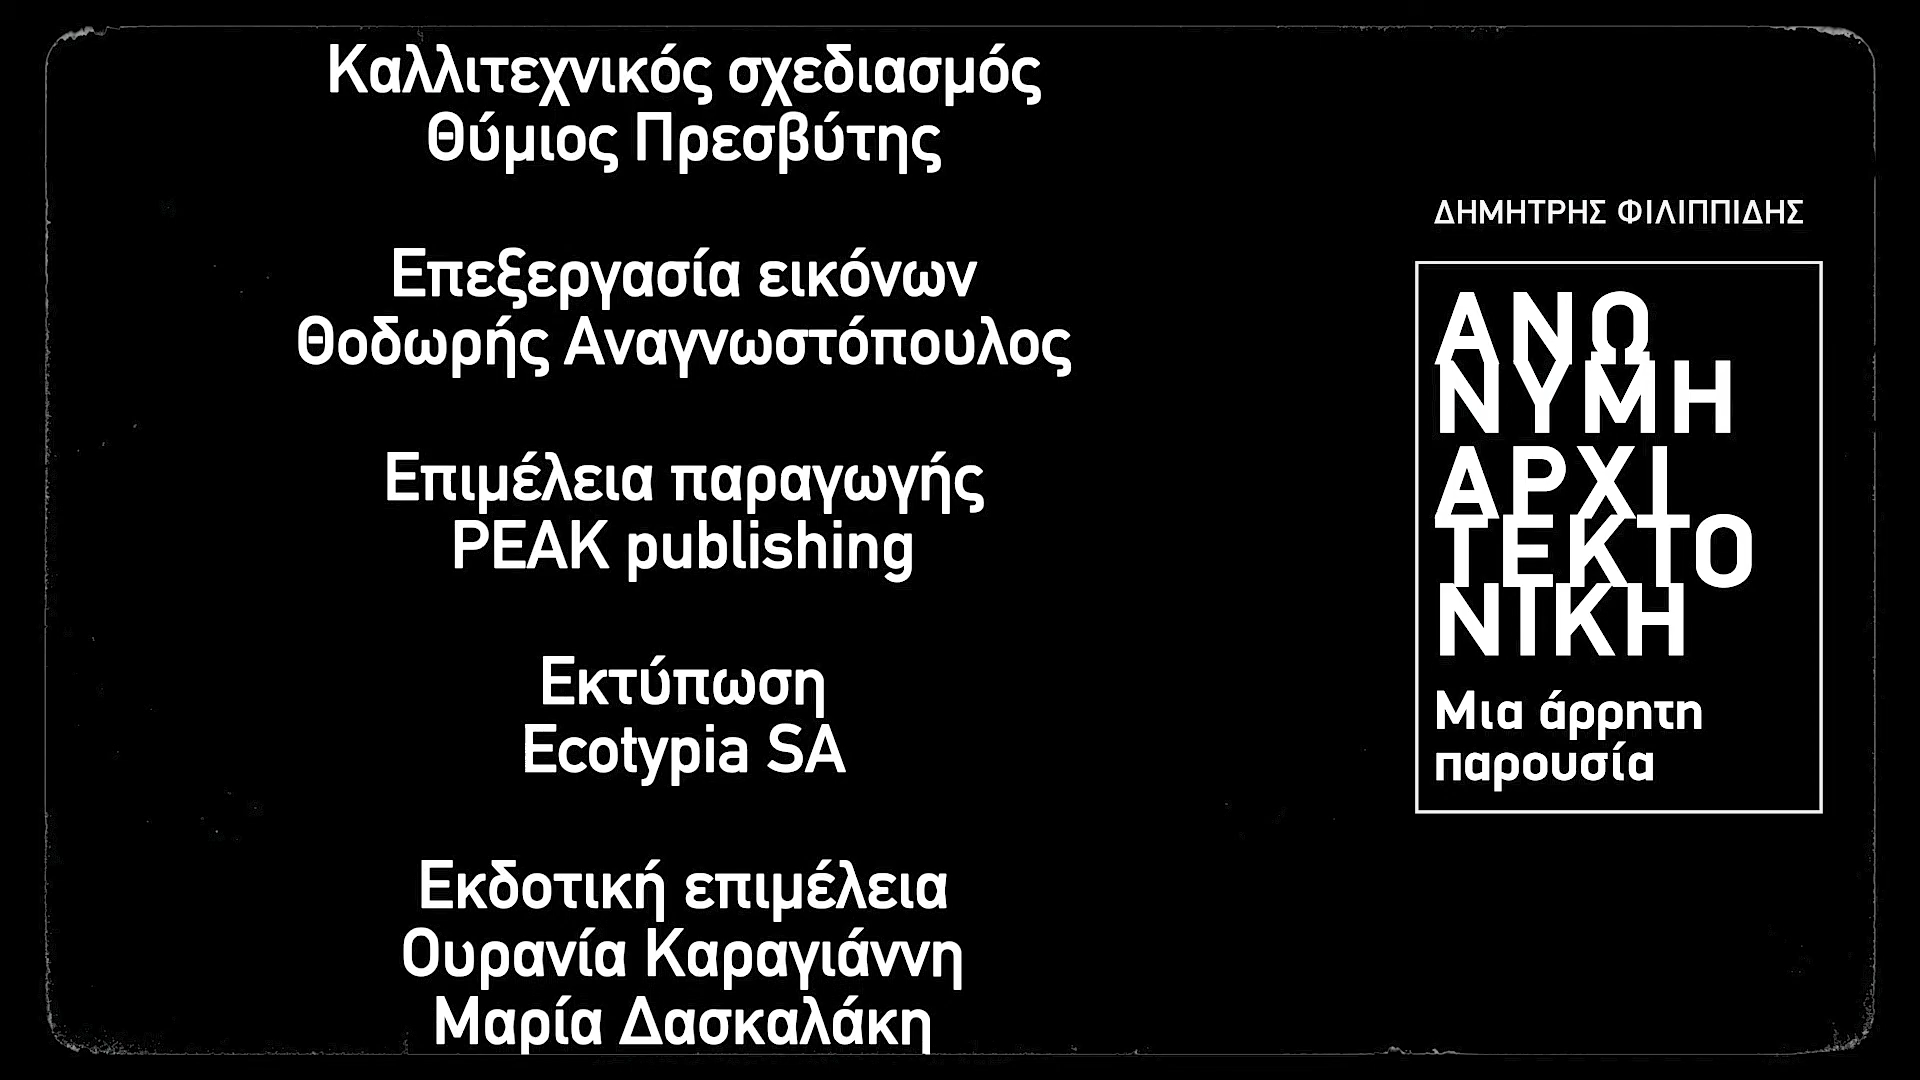 Καλλιτεχνικός σχεδιασμός
Θύμιος Πρεσβύτης
Επεξεργασία εικόνων
Θοδωρής Αναγνωστόπουλος
Επιμέλεια παραγωγής
PEAK publishing
Εκτύπωση
Ecotypia SA
Εκδοτική επιμέλεια
Ουρανία Καραγιάννη
Μαρία Δασκαλάκη
ΔΗΜΗΤΡΗΣ ΦΙΛΙΠΠΙΔΗΣ
ΑΝΩ
ΝΥΜΗ
ΑΡΧΙ
ΤΕΚΤΟ
ΝΙΚΗ
Μια άρρητη
παρουσία